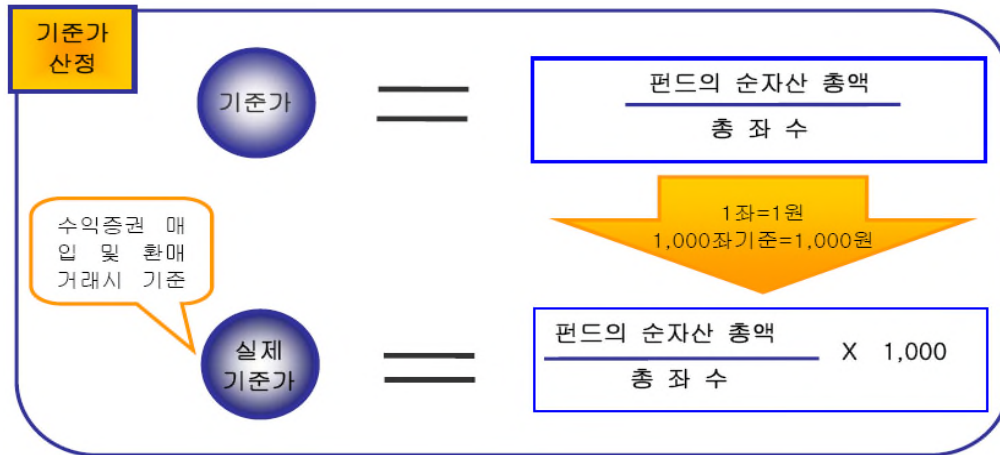 기준가
산정
기준가
펀드의 순자산 총액
총 좌 수
1좌=1원
1,000좌기준=1,000원
수익증권 매
입 및 환매
거래시 기준
실제
기준가
펀드의 순자산 총액
총 좌 수
X 1,000